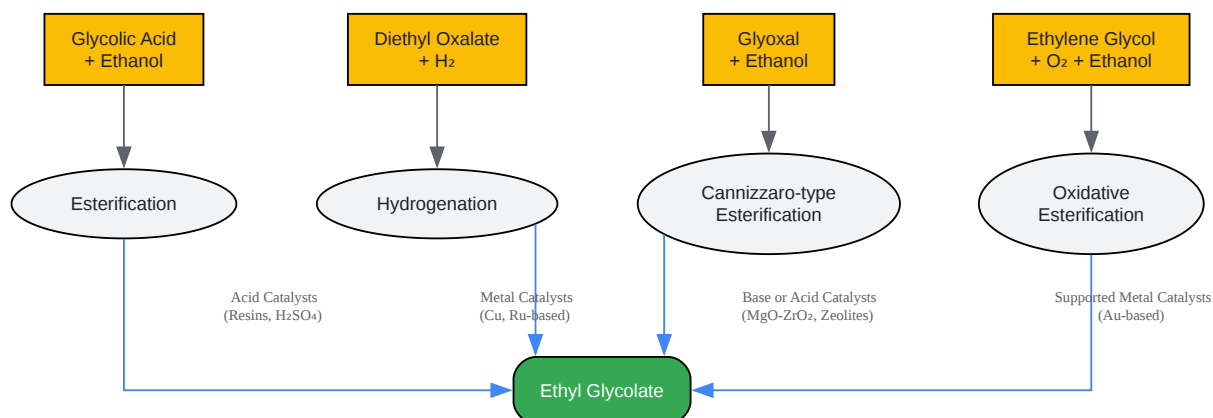 Glycolic Acid
+ Ethanol
Diethyl Oxalate
+ H₂
Glyoxal
+ Ethanol
Ethylene Glycol
+ O₂ + Ethanol
Esterification
Hydrogenation
Cannizzaro-type
Esterification
Oxidative
Esterification
Acid Catalysts
(Resins, H₂SO₄)
Metal Catalysts
(Cu, Ru-based)
Base or Acid Catalysts
(MgO-ZrO₂, Zeolites)
Supported Metal Catalysts
(Au-based)
Ethyl Glycolate